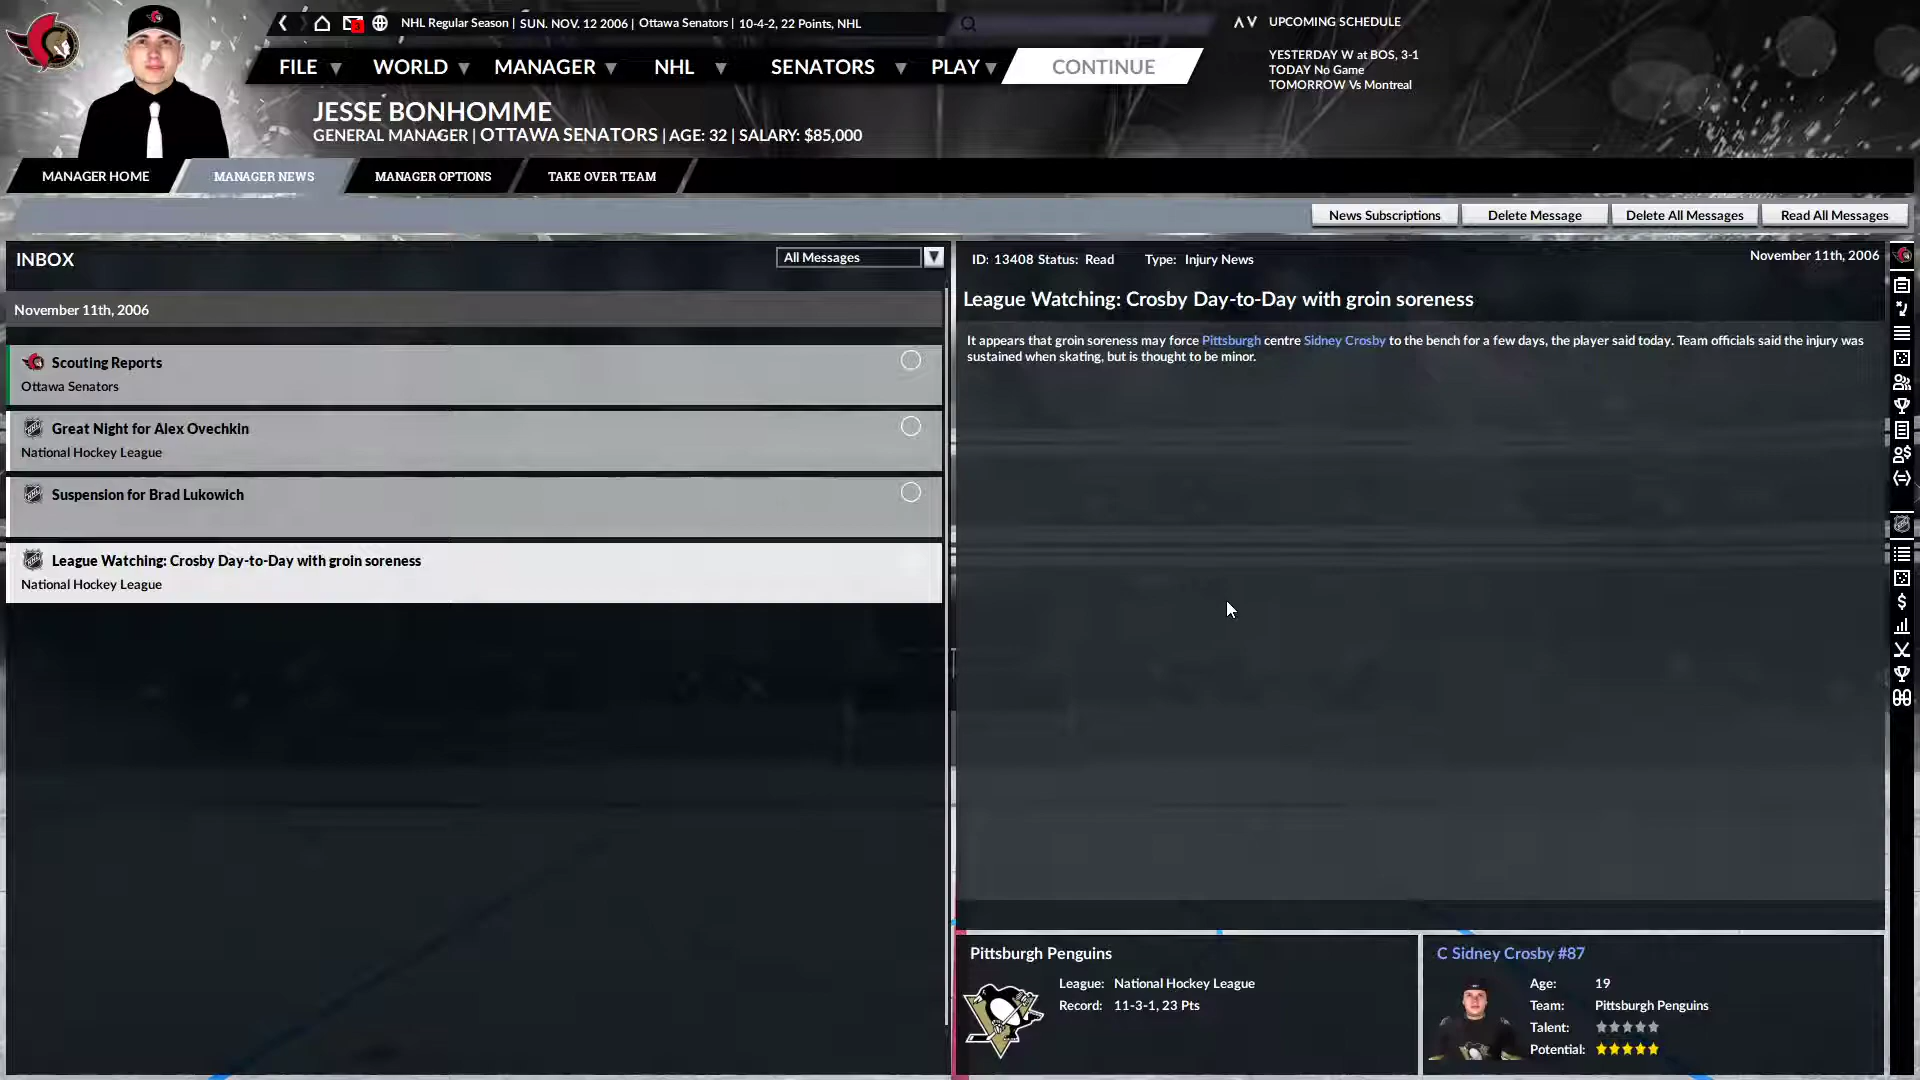 NHL Regular Season | SUN. NOV. 12 2006 | Ottawa Senators | 10-4-2, 22 Points, NHL
UPCOMING SCHEDULE
YESTERDAY W at BOS, 3-1
TODAY No Game
TOMORROW Vs Montreal
FILE WORLD MANAGER NHL SENATORS PLAY CONTINUE
JESSE BONHOMME
GENERAL MANAGER | OTTAWA SENATORS | AGE: 32 | SALARY: $85,000
MANAGER HOME MANAGER NEWS MANAGER OPTIONS TAKE OVER TEAM
News Subscriptions Delete Message Delete All Messages Read All Messages
INBOX
All Messages
November 11th, 2006
Scouting Reports
Ottawa Senators
Great Night for Alex Ovechkin
National Hockey League
Suspension for Brad Lukowich
League Watching: Crosby Day-to-Day with groin soreness
National Hockey League
ID: 13408 Status: Read Type: Injury News
November 11th, 2006
League Watching: Crosby Day-to-Day with groin soreness
It appears that groin soreness may force Pittsburgh centre Sidney Crosby to the bench for a few days, the player said today. Team officials said the injury was
sustained when skating, but is thought to be minor.
Pittsburgh Penguins
League: National Hockey League
Record: 11-3-1, 23 Pts
C Sidney Crosby #87
Age: 19
Team: Pittsburgh Penguins
Talent:
Potential: